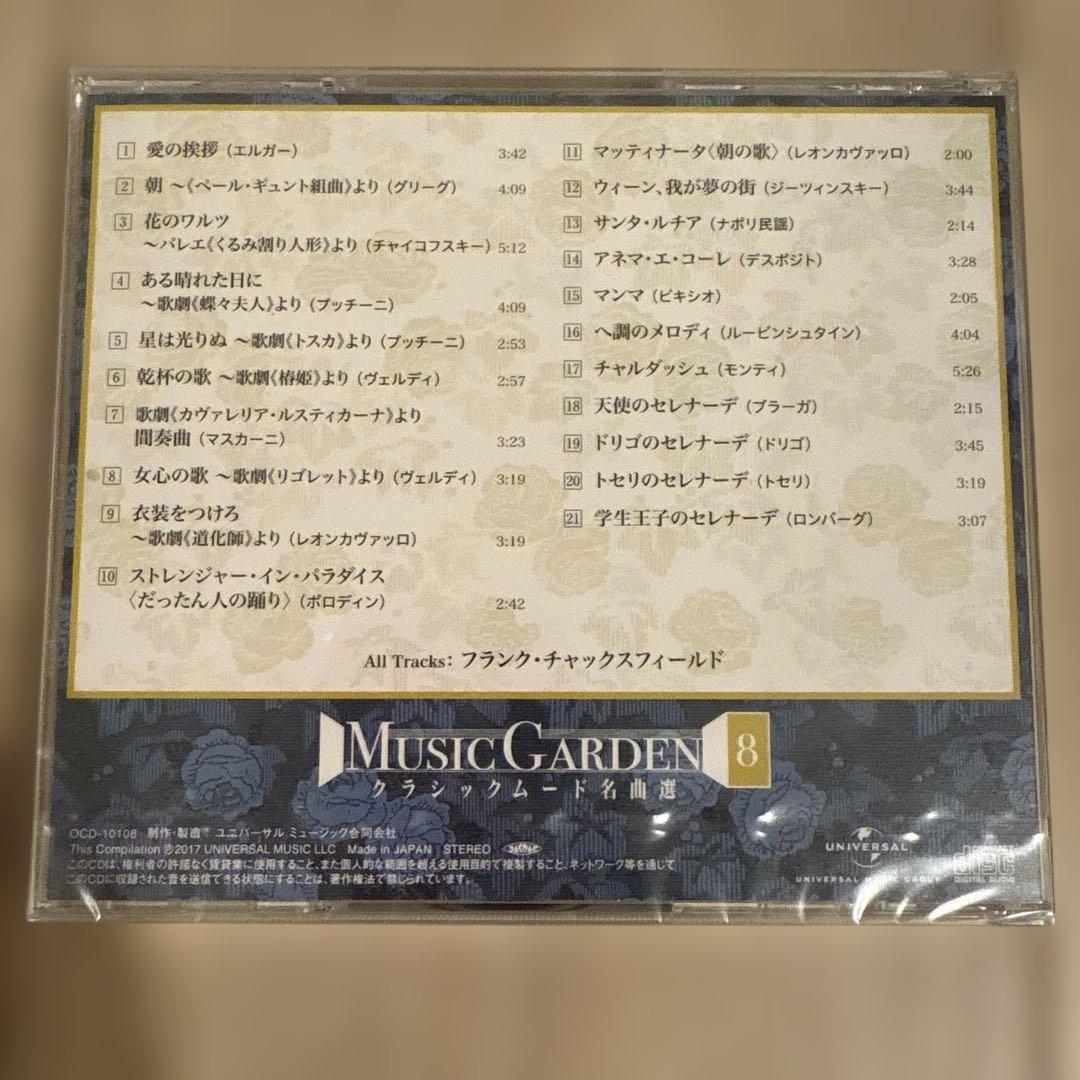 1 愛の挨拶（エルガー） 3:42
2 朝 〜《ペール・ギュント組曲》より（グリーグ） 4:09
3 花のワルツ
〜バレエ《くるみ割り人形》より（チャイコフスキー） 5:12
4 ある晴れた日に
〜歌劇《蝶々夫人》より（プッチーニ） 4:09
5 星は光りぬ 〜歌劇《トスカ》より（プッチーニ） 2:53
6 乾杯の歌 〜歌劇《椿姫》より（ヴェルディ） 2:57
7 歌劇《カヴァレリア・ルスティカーナ》より
間奏曲（マスカーニ） 3:23
8 女心の歌 〜歌劇《リゴレット》より（ヴェルディ） 3:19
9 衣装をつけろ
〜歌劇《道化師》より（レオンカヴァッロ） 3:19
10 ストレンジャー・イン・パラダイス
〈だったん人の踊り〉（ボロディン） 2:42
11 マッティナータ〈朝の歌〉（レオンカヴァッロ） 2:00
12 ウィーン、我が夢の街（ジーツィンスキー） 3:44
13 サンタ・ルチア（ナポリ民謡） 2:14
14 アネマ・エ・コーレ（デスポジト） 3:28
15 マンマ（ビキシオ） 2:05
16 ヘ調のメロディ（ルービンシュタイン） 4:04
17 チャルダッシュ（モンティ） 5:26
18 天使のセレナーデ（ブラーガ） 2:15
19 ドリゴのセレナーデ（ドリゴ） 3:45
20 トセリのセレナーデ（トセリ） 3:19
21 学生王子のセレナーデ（ロンバーグ） 3:07
All Tracks：フランク・チャックスフィールド
MUSIC GARDEN 8
クラシックムード名曲選
OCD-10108 制作・製造：ユニバーサル ミュージック合同会社
This Compilation ℗2017 UNIVERSAL MUSIC LLC Made in JAPAN STEREO
このCDは、権利者の許諾なく賃貸業に使用すること、また個人的な範囲を超える使用目的で複製すること、ネットワーク等を通じて
このCDに収録された音を送信できる状態にすることは、著作権法で禁じられています。
UNIVERSAL
UNIVERSAL MUSIC GROUP
COMPACT
disc
DIGITAL AUDIO